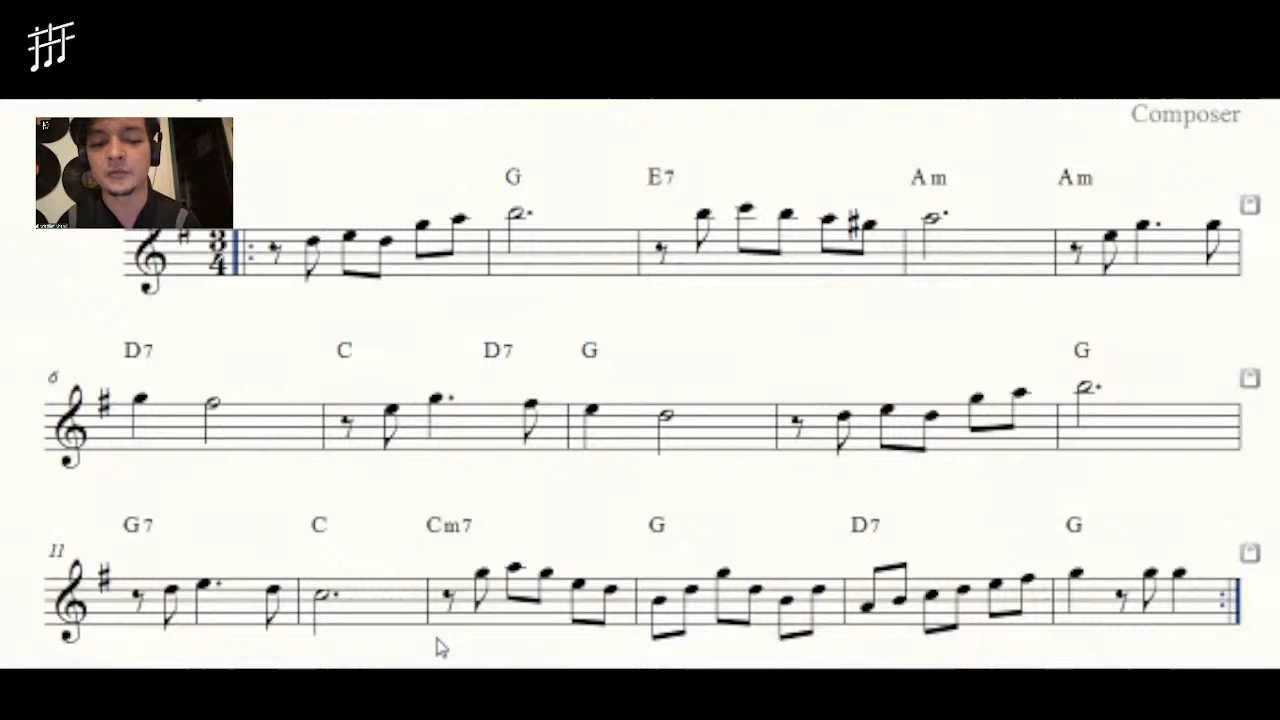 Composer
G E7 Am Am
3
4
D7 C D7 G G
6
G7 C Cm7 G D7 G
11